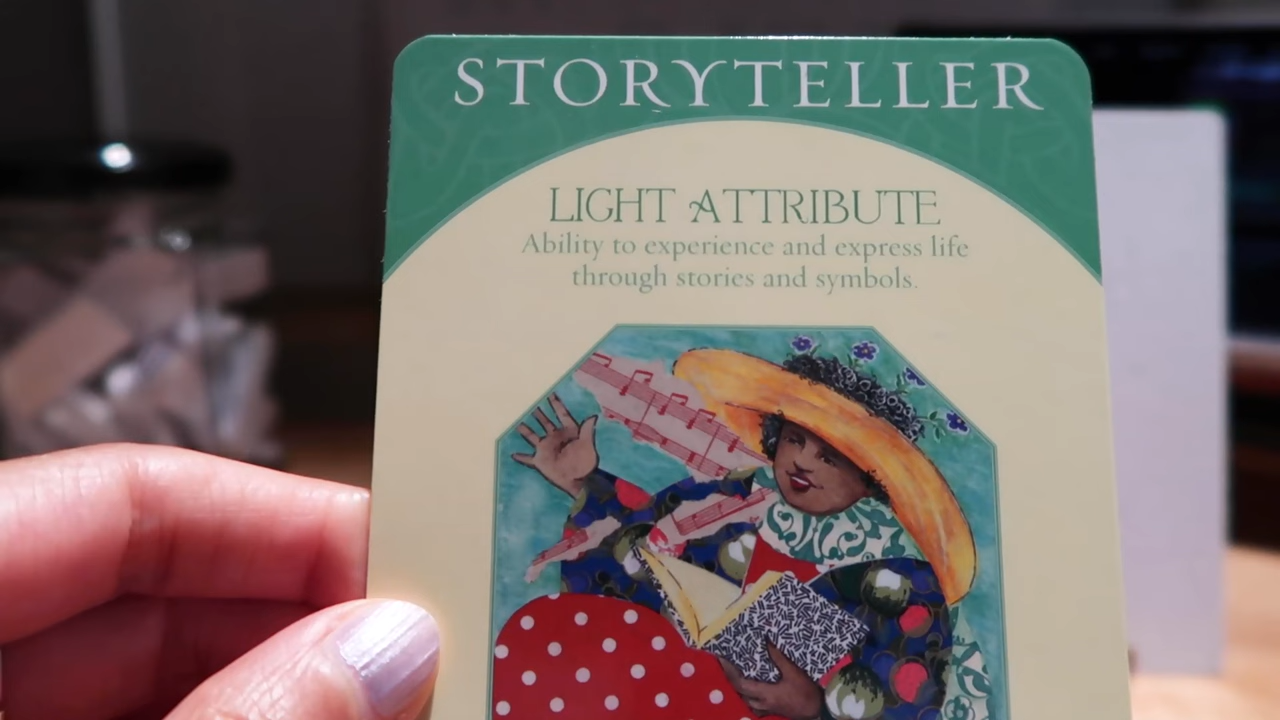 STORYTELLER
LIGHT ATTRIBUTE
Ability to experience and express life
through stories and symbols.